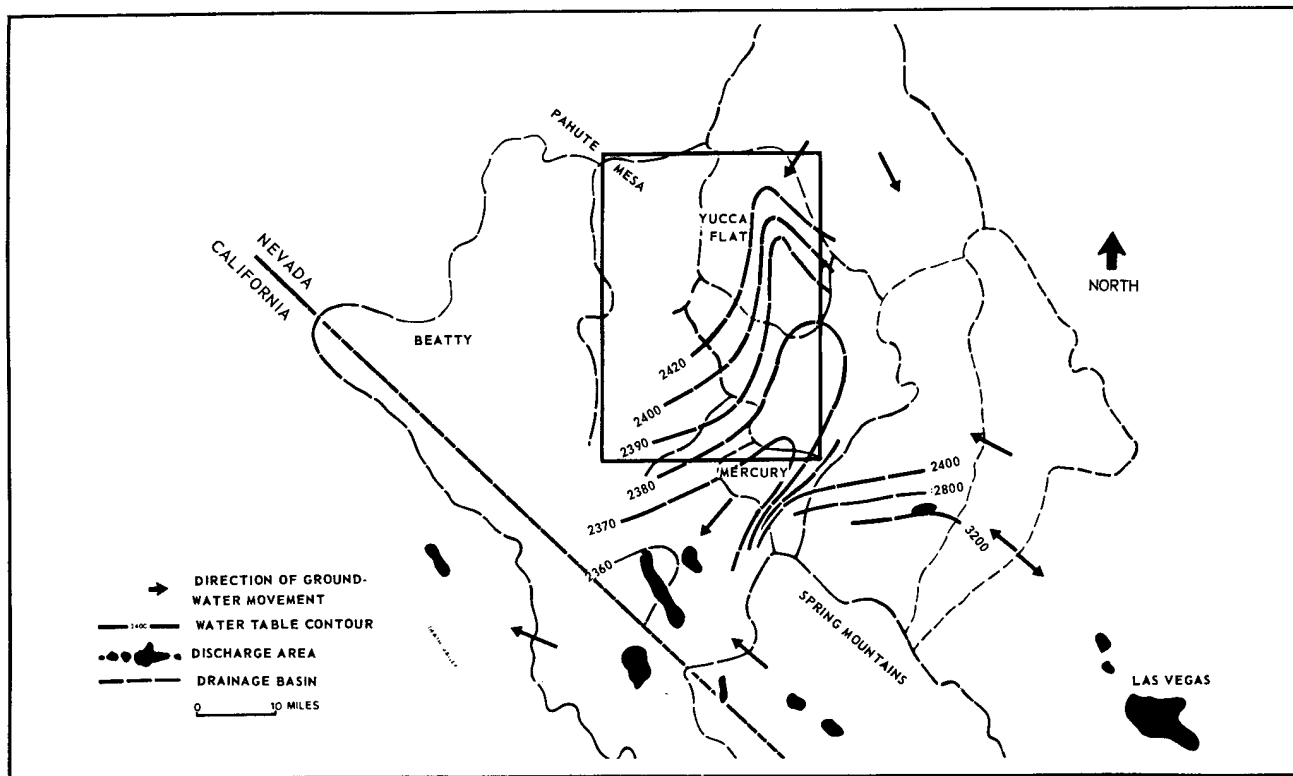 PAHUTE
MESA
YUCCA
FLAT
NEVADA
CALIFORNIA
NORTH
BEATTY
2420
2400
2390
2380
2370
2360
MERCURY
2400
2800
3200
SPRING MOUNTAINS
LAS VEGAS
DIRECTION OF GROUND-
WATER MOVEMENT
2400 WATER TABLE CONTOUR
DISCHARGE AREA
DRAINAGE BASIN
0 10 MILES